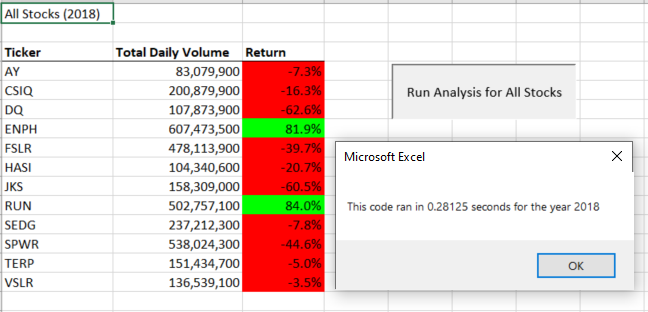 All Stocks (2018)
Ticker Total Daily Volume Return
AY 83,079,900 -7.3%
CSIQ 200,879,900 -16.3%
DQ 107,873,900 -62.6%
ENPH 607,473,500 81.9%
FSLR 478,113,900 -39.7%
HASI 104,340,600 -20.7%
JKS 158,309,000 -60.5%
RUN 502,757,100 84.0%
SEDG 237,212,300 -7.8%
SPWR 538,024,300 -44.6%
TERP 151,434,700 -5.0%
VSLR 136,539,100 -3.5%
Run Analysis for All Stocks
Microsoft Excel
This code ran in 0.28125 seconds for the year 2018
OK